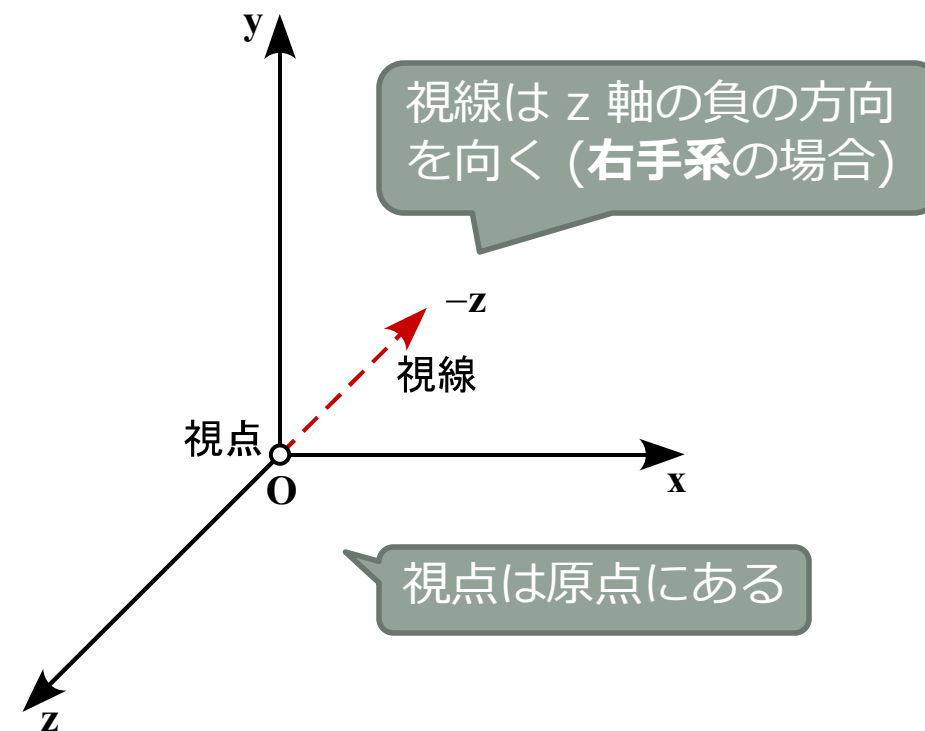 y
視線は z 軸の負の方向
を向く (右手系の場合)
–z
視線
視点
O
x
視点は原点にある
z